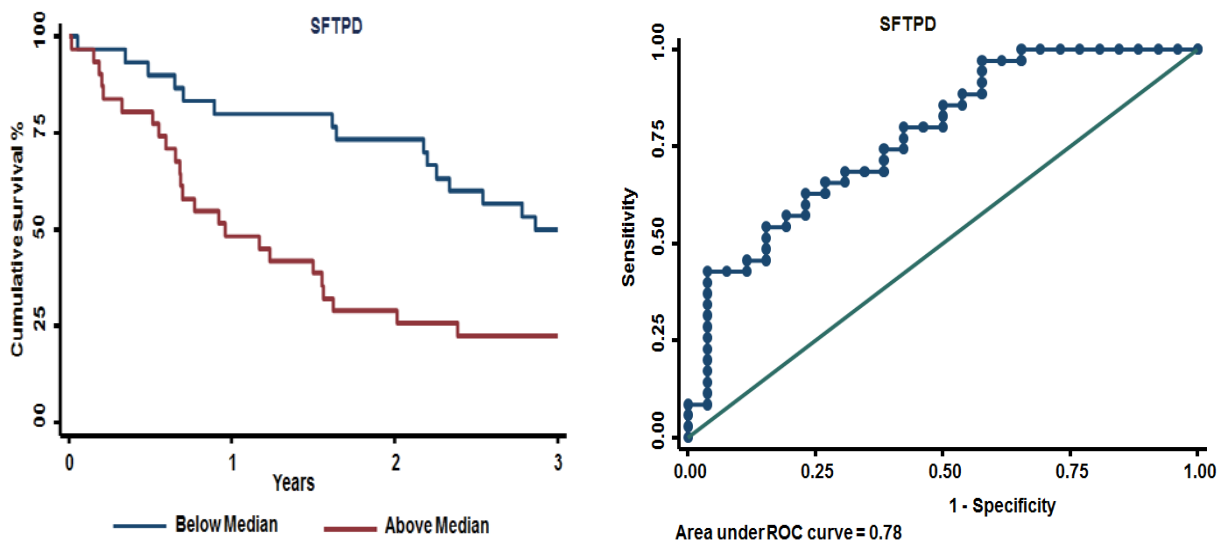 SFTPD
100
75
50
25
00
Cumulative survival %
0 1 2 3
Years
Below Median Above Median
SFTPD
1.00
0.75
0.50
0.25
0.00
Sensitivity
0.00 0.25 0.50 0.75 1.00
1 - Specificity
Area under ROC curve = 0.78